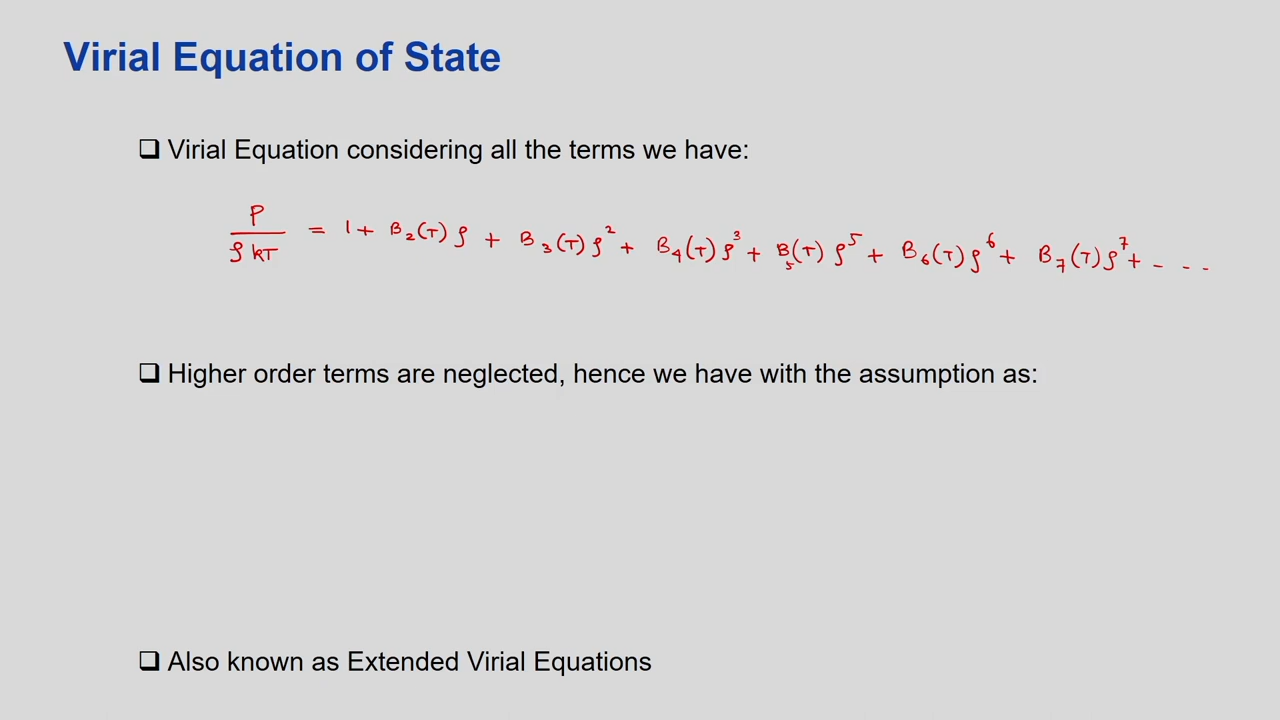 Virial Equation of State
❑ Virial Equation considering all the terms we have:
P/ρkT = 1 + B₂(T)ρ + B₃(T)ρ² + B₄(T)ρ³ + B₅(T)ρ⁵ + B₆(T)ρ⁶ + B₇(T)ρ⁷ + - - -
❑ Higher order terms are neglected, hence we have with the assumption as:
❑ Also known as Extended Virial Equations